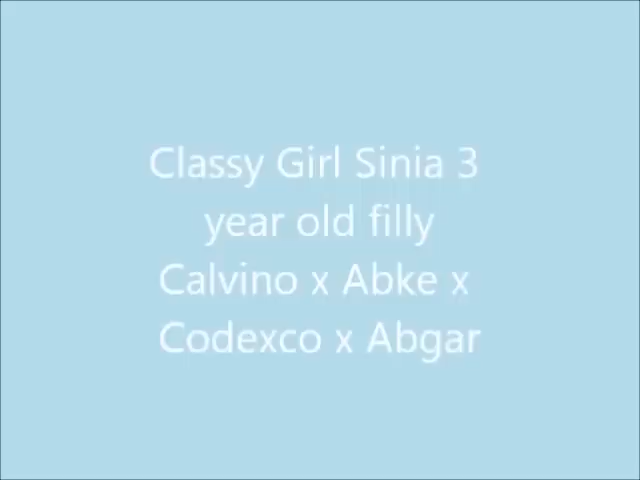 Classy Girl Sinia 3
year old filly
Calvino x Abke x
Codexco x Abgar